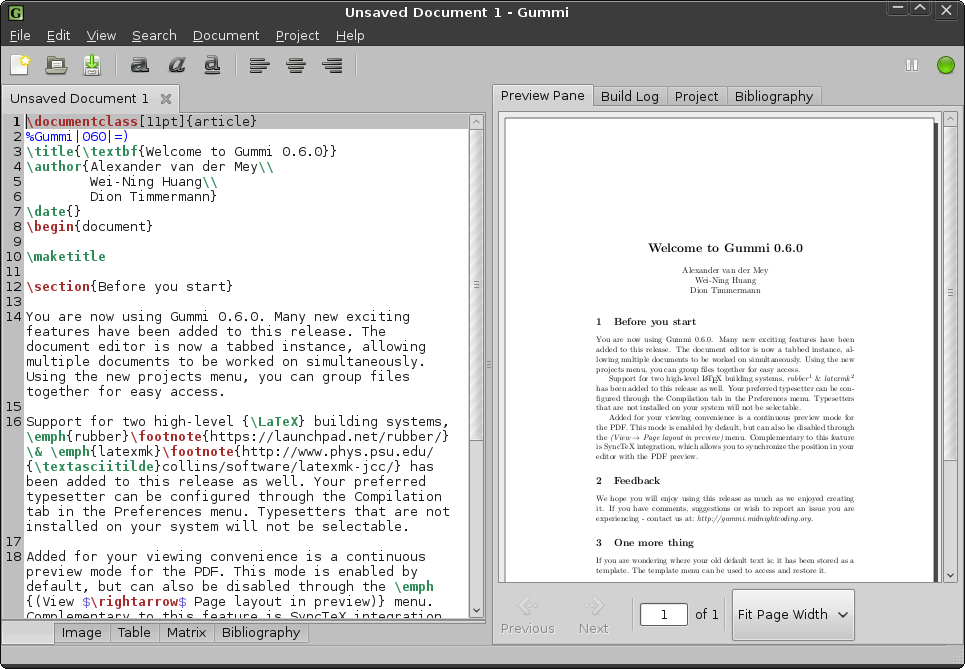 Unsaved Document 1 - Gummi
File Edit View Search Document Project Help
a a a
Unsaved Document 1
1 \documentclass[11pt]{article}
2 %Gummi|060|=)
3 \title{\textbf{Welcome to Gummi 0.6.0}}
4 \author{Alexander van der Mey\\
5 Wei-Ning Huang\\
6 Dion Timmermann}
7 \date{}
8 \begin{document}
9
10 \maketitle
11
12 \section{Before you start}
13
14 You are now using Gummi 0.6.0. Many new exciting
features have been added to this release. The
document editor is now a tabbed instance, allowing
multiple documents to be worked on simultaneously.
Using the new projects menu, you can group files
together for easy access.
15
16 Support for two high-level {\LaTeX} building systems,
\emph{rubber}\footnote{https://launchpad.net/rubber/}
\& \emph{latexmk}\footnote{http://www.phys.psu.edu/
{\textasciitilde}collins/software/latexmk-jcc/} has
been added to this release as well. Your preferred
typesetter can be configured through the Compilation
tab in the Preferences menu. Typesetters that are not
installed on your system will not be selectable.
17
18 Added for your viewing convenience is a continuous
preview mode for the PDF. This mode is enabled by
default, but can also be disabled through the \emph
{(View $\rightarrow$ Page layout in preview)} menu.
Complementary to this feature is SyncTeX integration
Image Table Matrix Bibliography
Preview Pane Build Log Project Bibliography
Welcome to Gummi 0.6.0
Alexander van der Mey
Wei-Ning Huang
Dion Timmermann
1 Before you start
You are now using Gummi 0.6.0. Many new exciting features have been
added to this release. The document editor is now a tabbed instance, al-
lowing multiple documents to be worked on simultaneously. Using the new
projects menu, you can group files together for easy access.
Support for two high-level LATEX building systems, rubber¹ & latexmk²
has been added to this release as well. Your preferred typesetter can be con-
figured through the Compilation tab in the Preferences menu. Typesetters
that are not installed on your system will not be selectable.
Added for your viewing convenience is a continuous preview mode for
the PDF. This mode is enabled by default, but can also be disabled through
the (View → Page layout in preview) menu. Complementary to this feature
is SyncTeX integration, which allows you to synchronize the position in your
editor with the PDF preview.
2 Feedback
We hope you will enjoy using this release as much as we enjoyed creating
it. If you have comments, suggestions or wish to report an issue you are
experiencing - contact us at: http://gummi.midnightcoding.org.
3 One more thing
If you are wondering where your old default text is; it has been stored as a
template. The template menu can be used to access and restore it.
Previous Next 1 of 1 Fit Page Width